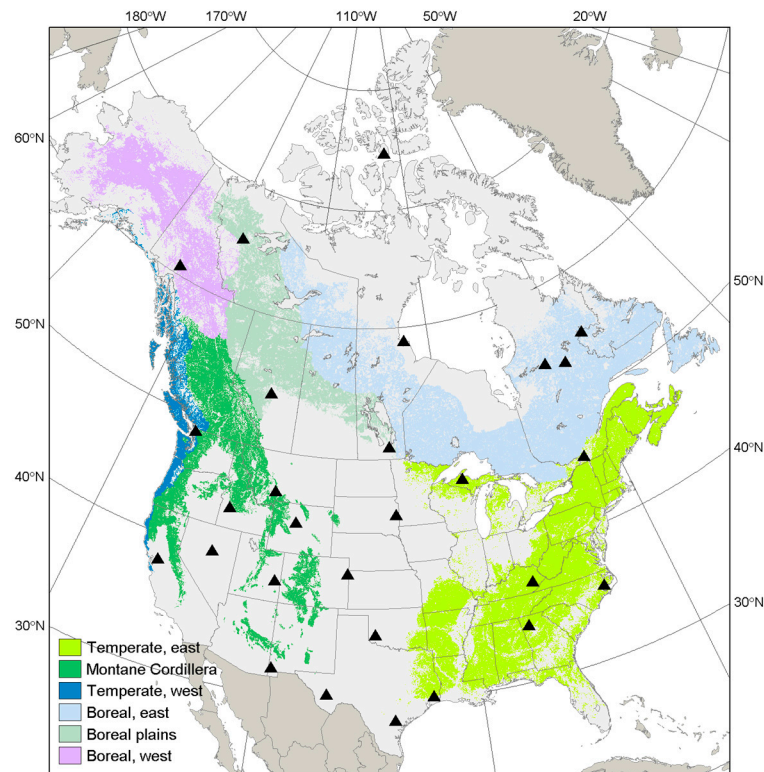 180°W 170°W 110°W 50°W 20°W
60°N
50°N
50°N
40°N
40°N
30°N
30°N
Temperate, east
Montane Cordillera
Temperate, west
Boreal, east
Boreal plains
Boreal, west